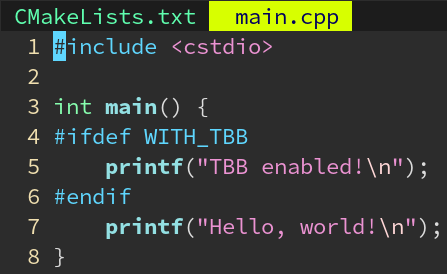 CMakeLists.txt main.cpp
1 #include <cstdio>
2
3 int main() {
4 #ifdef WITH_TBB
5     printf("TBB enabled!\n");
6 #endif
7     printf("Hello, world!\n");
8 }